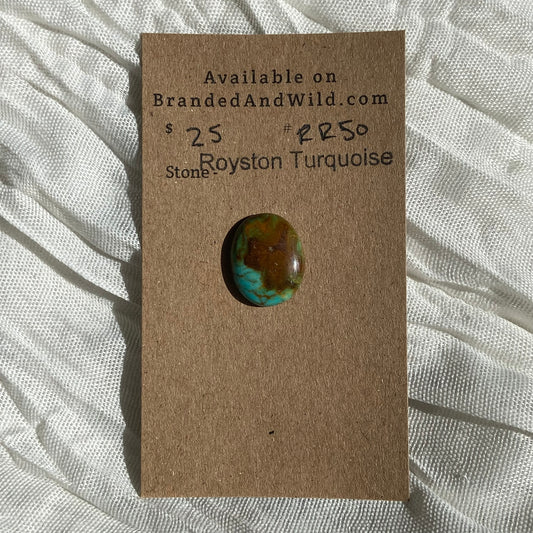 Available on
BrandedAndWild.com
$ 25 # RR50
Stone- Royston Turquoise